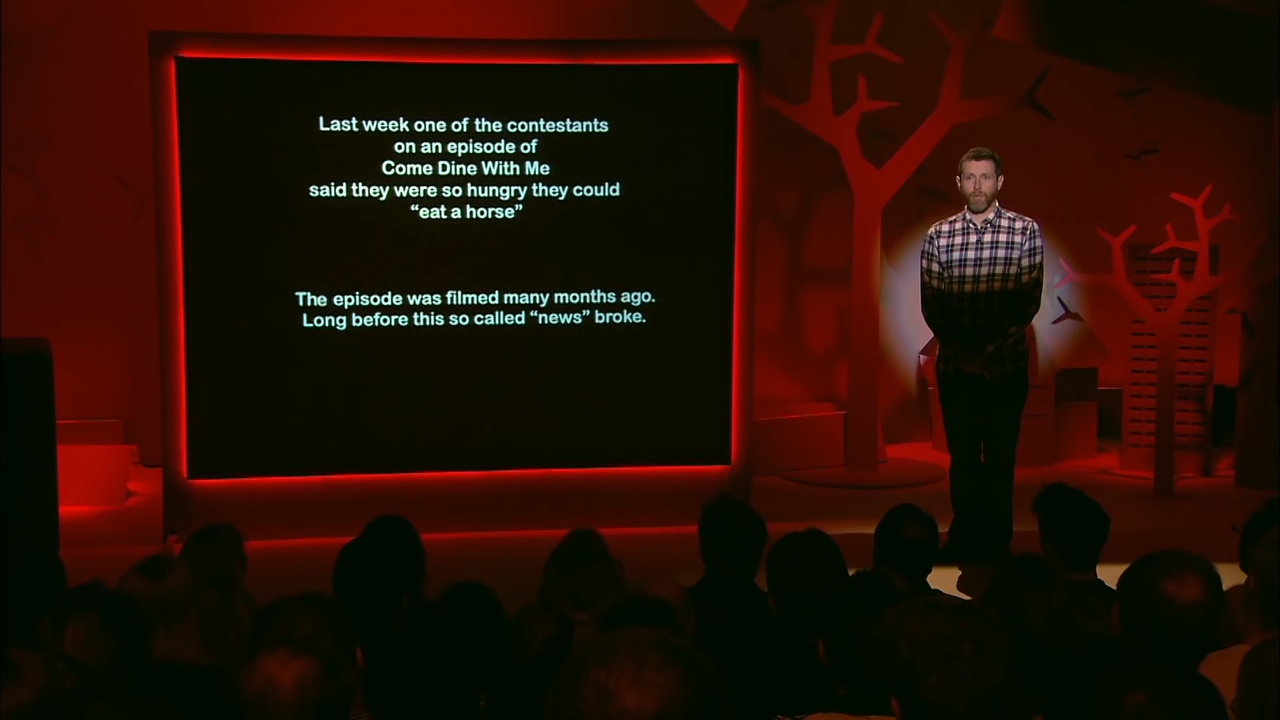 Last week one of the contestants
on an episode of
Come Dine With Me
said they were so hungry they could
“eat a horse”
The episode was filmed many months ago.
Long before this so called “news” broke.